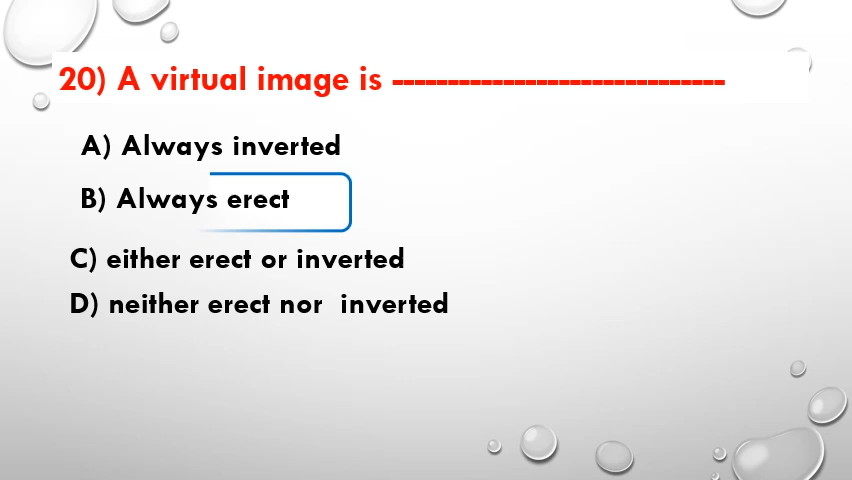 20) A virtual image is ------------------------------
A) Always inverted
B) Always erect
C) either erect or inverted
D) neither erect nor inverted